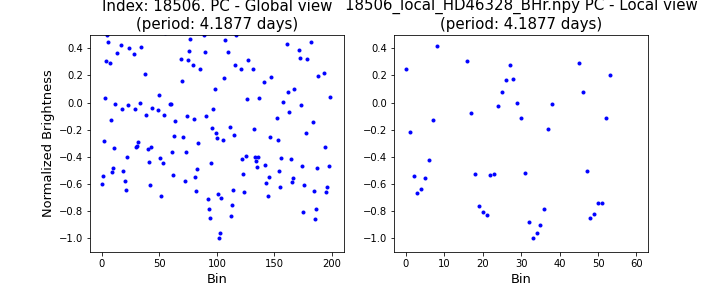 Index: 18506. PC - Global view
(period: 4.1877 days)
18506_local_HD46328_BHr.npy PC - Local view
(period: 4.1877 days)
Normalized Brightness
0.4
0.2
0.0
−0.2
−0.4
−0.6
−0.8
−1.0
0 50 100 150 200
Bin
0.4
0.2
0.0
−0.2
−0.4
−0.6
−0.8
−1.0
0 10 20 30 40 50 60
Bin